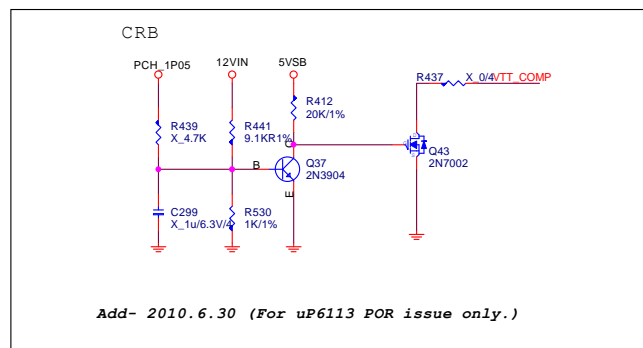 CRB
PCH_1P05
12VIN
5VSB
R437
X_0/4
VTT_COMP
R439
X_4.7K
R441
9.1KR1%
R412
20K/1%
C
B
E
Q37
2N3904
Q43
2N7002
C299
X_1u/6.3V/4
R530
1K/1%
Add- 2010.6.30 (For uP6113 POR issue only.)